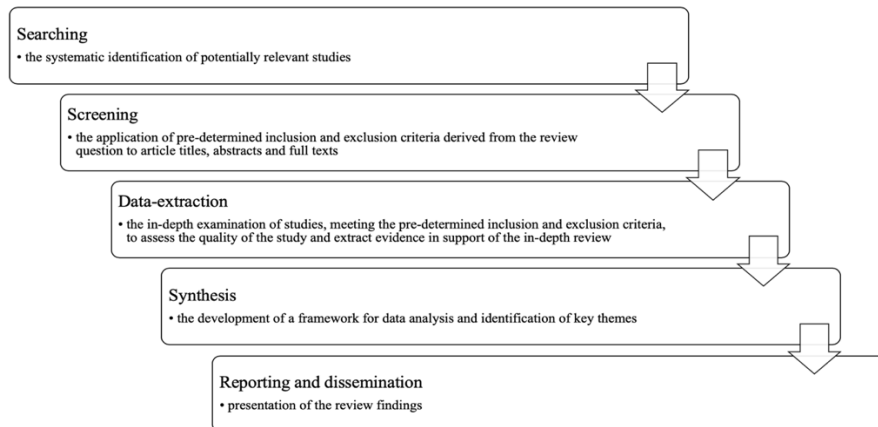 Searching
• the systematic identification of potentially relevant studies
Screening
• the application of pre-determined inclusion and exclusion criteria derived from the review
question to article titles, abstracts and full texts
Data-extraction
• the in-depth examination of studies, meeting the pre-determined inclusion and exclusion criteria,
to assess the quality of the study and extract evidence in support of the in-depth review
Synthesis
• the development of a framework for data analysis and identification of key themes
Reporting and dissemination
• presentation of the review findings